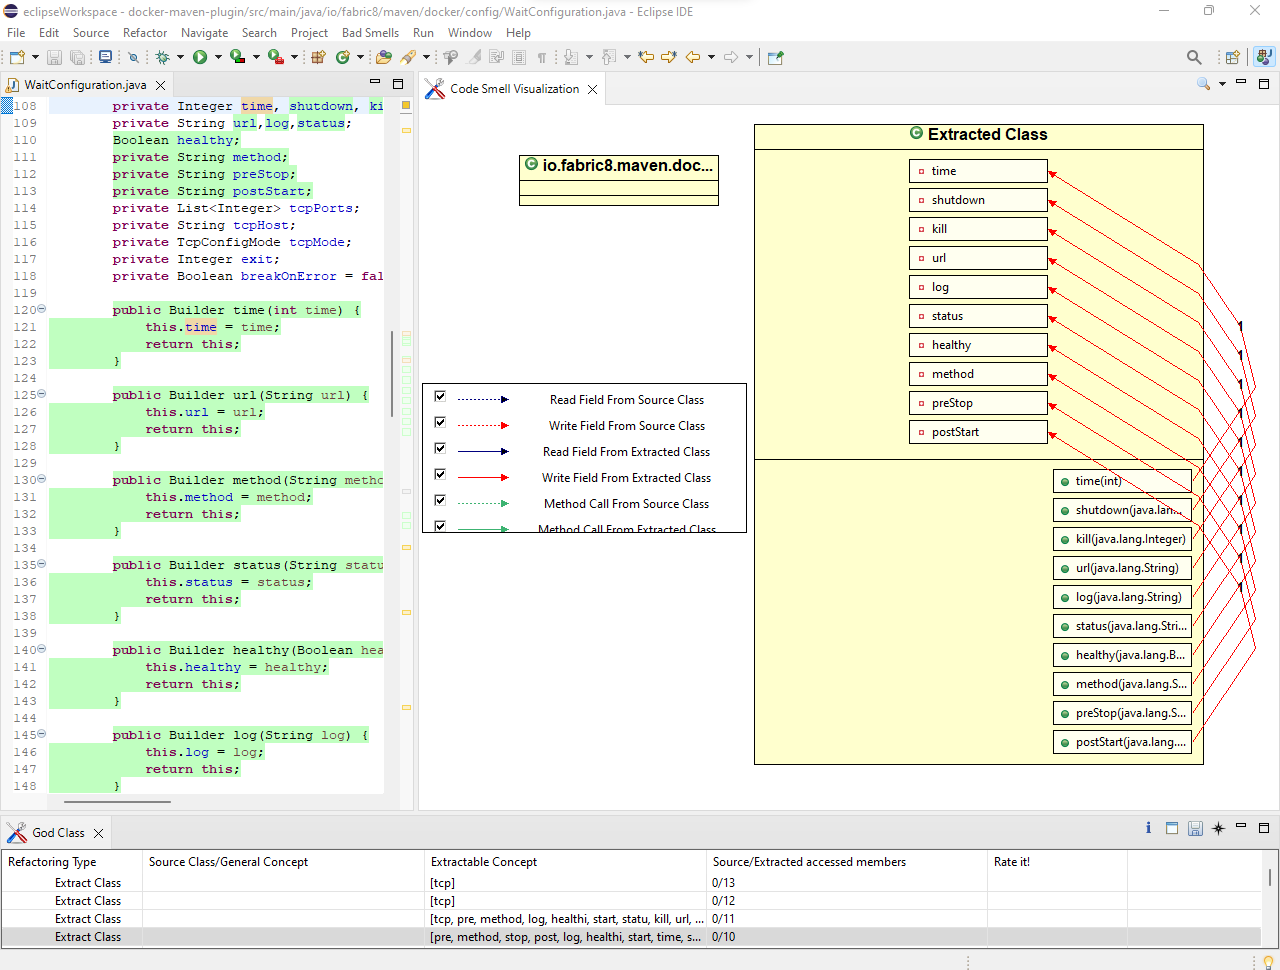 eclipseWorkspace - docker-maven-plugin/src/main/java/io/fabric8/maven/docker/config/WaitConfiguration.java - Eclipse IDE
File Edit Source Refactor Navigate Search Project Bad Smells Run Window Help
WaitConfiguration.java
108 private Integer time, shutdown, ki
109 private String url,log,status;
110 Boolean healthy;
111 private String method;
112 private String preStop;
113 private String postStart;
114 private List<Integer> tcpPorts;
115 private String tcpHost;
116 private TcpConfigMode tcpMode;
117 private Integer exit;
118 private Boolean breakOnError = fal
119
120 public Builder time(int time) {
121 this.time = time;
122 return this;
123 }
124
125 public Builder url(String url) {
126 this.url = url;
127 return this;
128 }
129
130 public Builder method(String metho
131 this.method = method;
132 return this;
133 }
134
135 public Builder status(String statu
136 this.status = status;
137 return this;
138 }
139
140 public Builder healthy(Boolean hea
141 this.healthy = healthy;
142 return this;
143 }
144
145 public Builder log(String log) {
146 this.log = log;
147 return this;
148 }
Code Smell Visualization
io.fabric8.maven.doc...
Read Field From Source Class
Write Field From Source Class
Read Field From Extracted Class
Write Field From Extracted Class
Method Call From Source Class
Method Call From Extracted Class
Extracted Class
time
shutdown
kill
url
log
status
healthy
method
preStop
postStart
time(int)
shutdown(java.lan...
kill(java.lang.Integer)
url(java.lang.String)
log(java.lang.String)
status(java.lang.Stri...
healthy(java.lang.B...
method(java.lang.S...
preStop(java.lang.S...
postStart(java.lang....
1
1
1
1
1
1
1
1
1
1
God Class
Refactoring Type Source Class/General Concept Extractable Concept Source/Extracted accessed members Rate it!
Extract Class [tcp] 0/13
Extract Class [tcp] 0/12
Extract Class [tcp, pre, method, log, healthi, start, statu, kill, url, ... 0/11
Extract Class [pre, method, stop, post, log, healthi, start, time, s... 0/10